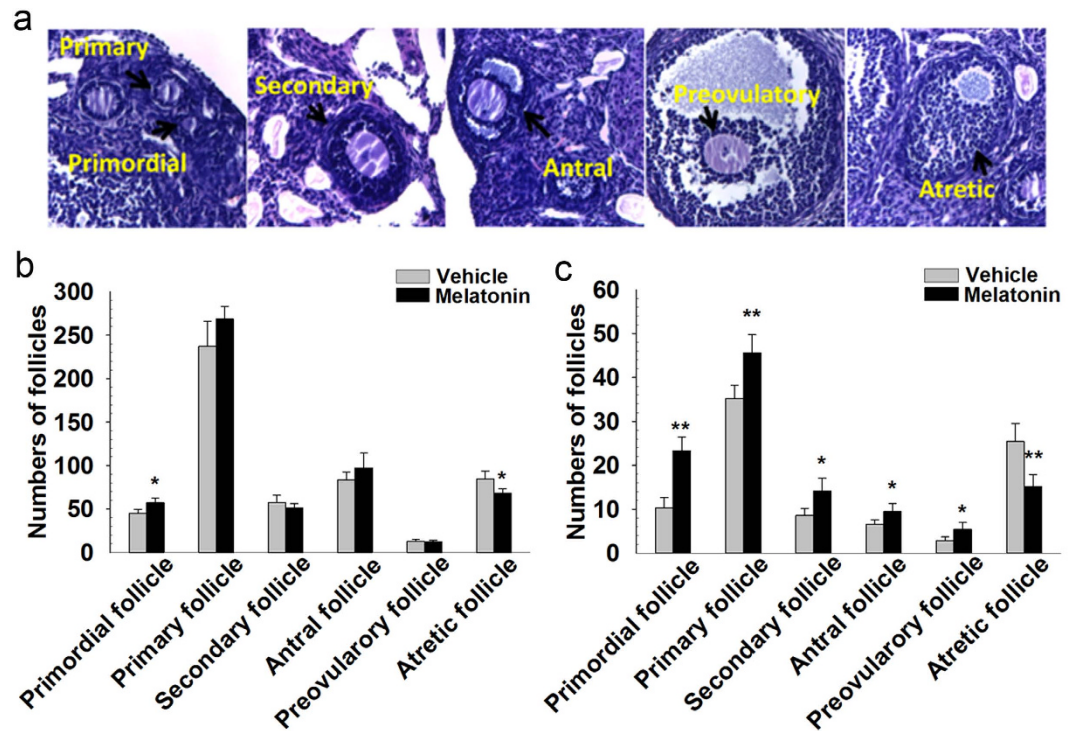 a
Primary
Primordial
Secondary
Antral
Preovulatory
Atretic
b
Vehicle
Melatonin
Numbers of follicles
300
250
200
150
100
50
0
*
*
Primordial follicle
Primary follicle
Secondary follicle
Antral follicle
Preovularory follicle
Atretic follicle
c
Vehicle
Melatonin
Numbers of follicles
60
50
40
30
20
10
0
**
**
*
*
*
**
Primordial follicle
Primary follicle
Secondary follicle
Antral follicle
Preovulatory follicle
Atretic follicle